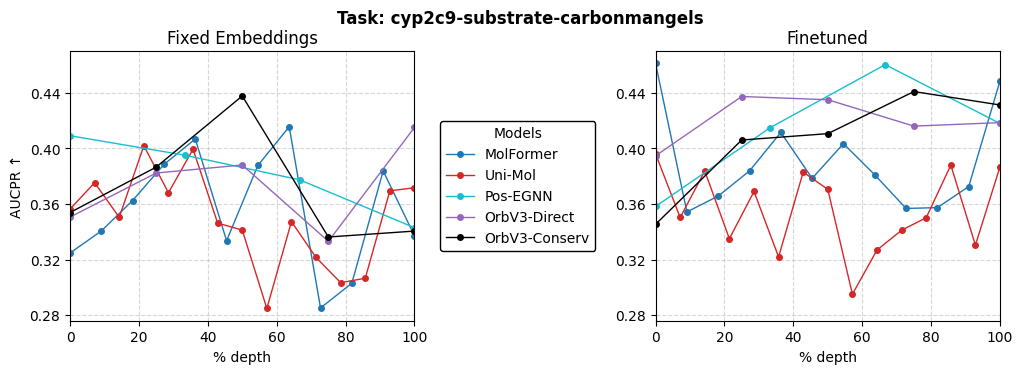 Task: cyp2c9-substrate-carbonmangels
Fixed Embeddings
AUCPR ↑
0.44
0.40
0.36
0.32
0.28
0 20 40 60 80 100
% depth
Models
MolFormer
Uni-Mol
Pos-EGNN
OrbV3-Direct
OrbV3-Conserv
Finetuned
0.44
0.40
0.36
0.32
0.28
0 20 40 60 80 100
% depth